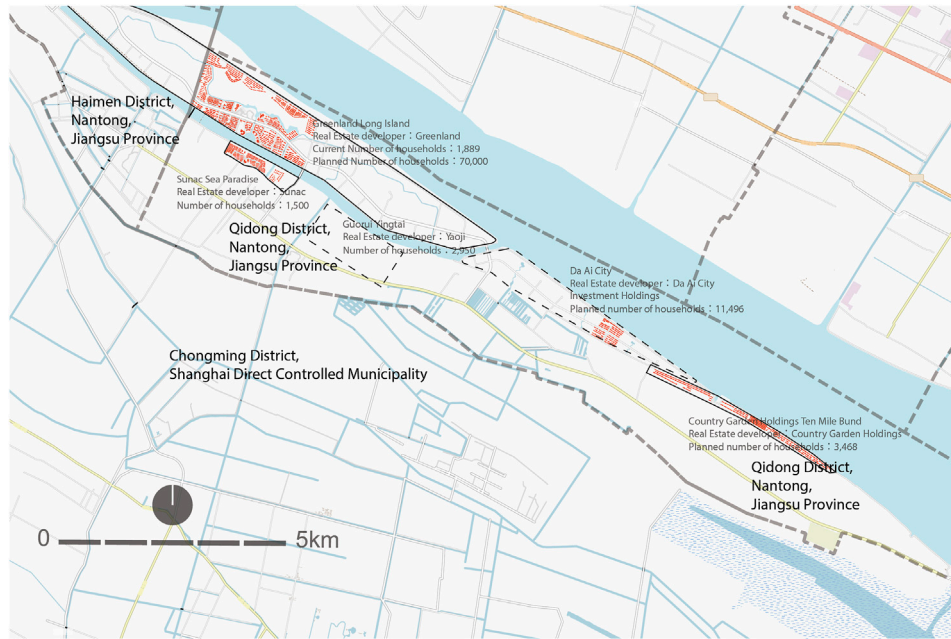 Haimen District,
Nantong,
Jiangsu Province
Greenland Long Island
Real Estate developer：Greenland
Current Number of households：1,889
Planned Number of households：70,000
Sunac Sea Paradise
Real Estate developer：Sunac
Number of households：1,500
Qidong District,
Nantong,
Jiangsu Province
Guorui Yingtai
Real Estate developer：Yaoji
Number of households：2,950
Da Ai City
Real Estate developer：Da Ai City
Investment Holdings
Planned number of households：11,496
Chongming District,
Shanghai Direct Controlled Municipality
Country Garden Holdings Ten Mile Bund
Real Estate developer：Country Garden Holdings
Planned number of households：3,468
Qidong District,
Nantong,
Jiangsu Province
0 5km